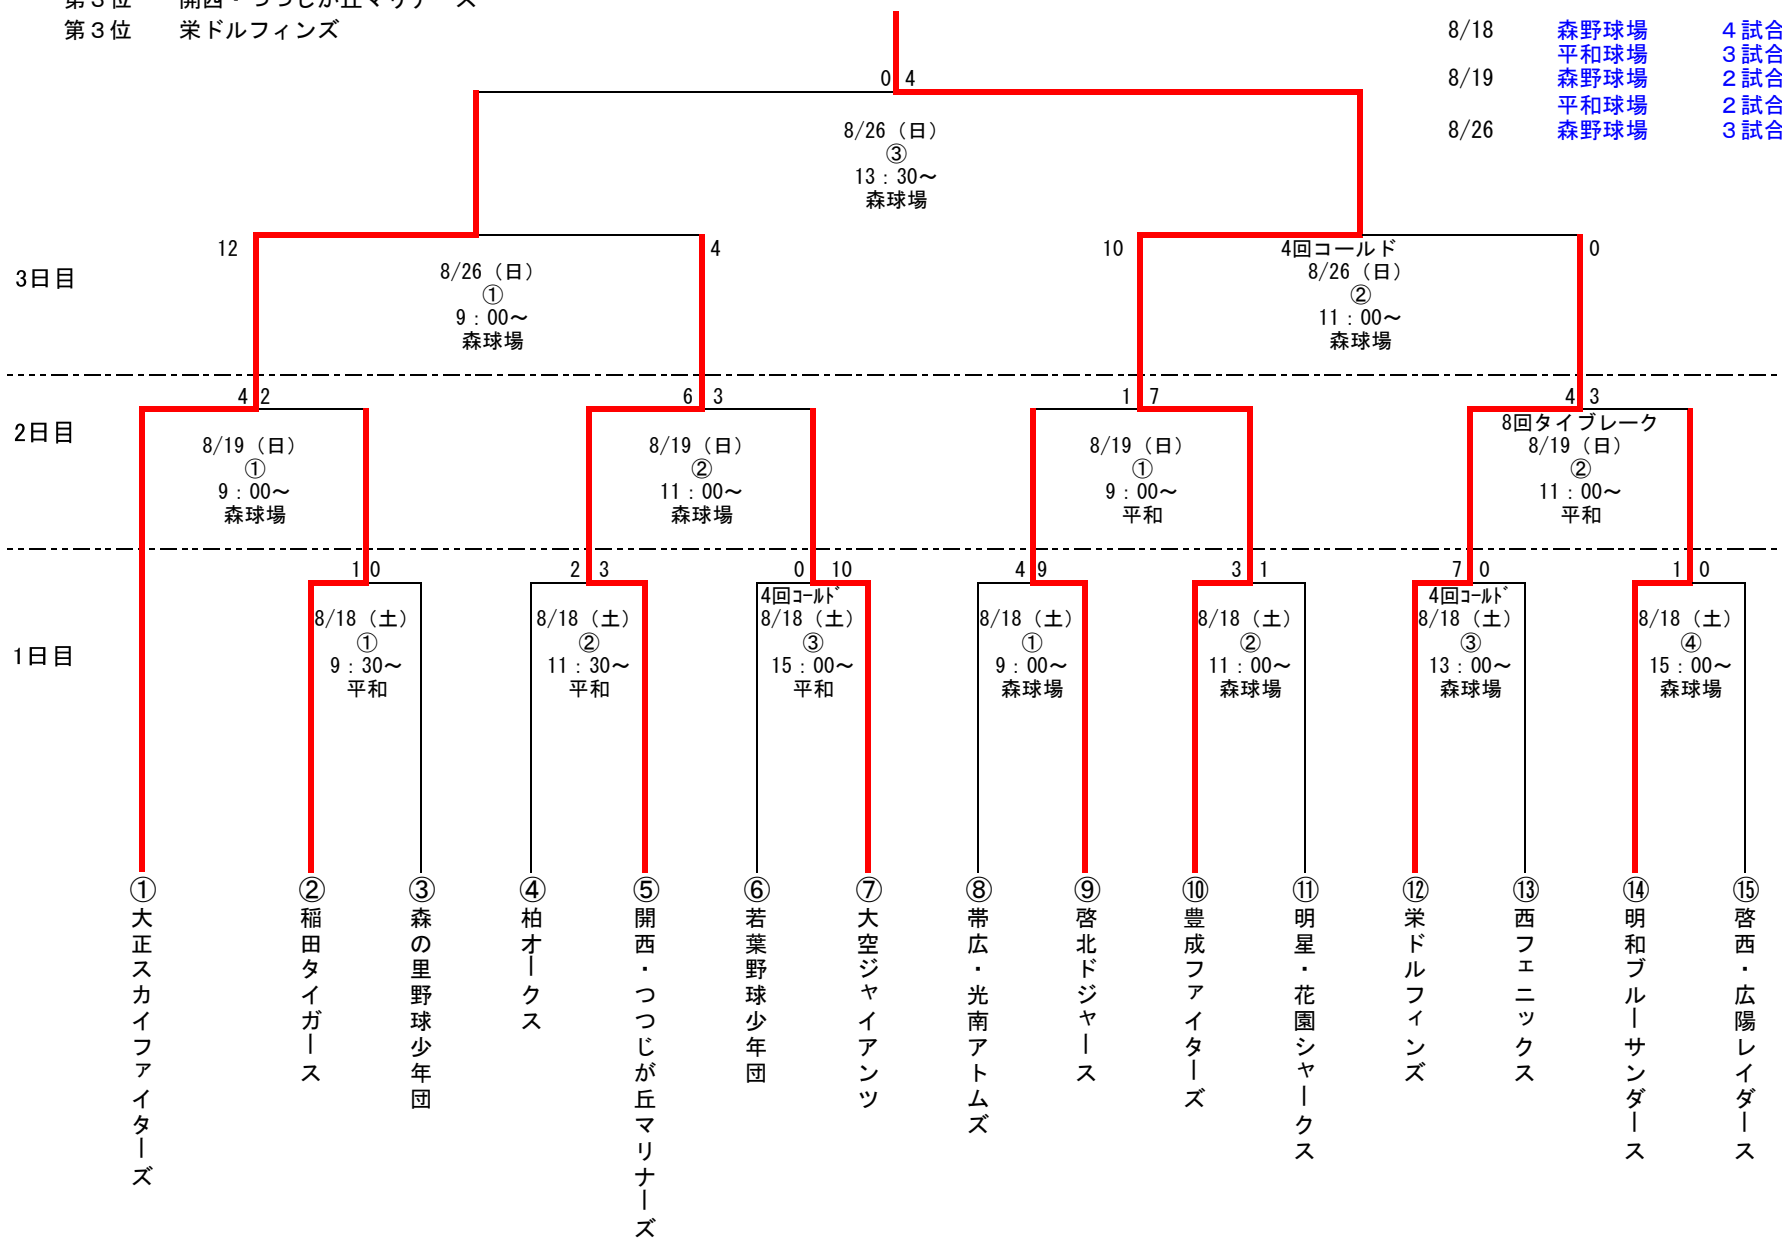 第３位 開西・つつじが丘マリナーズ
第３位 栄ドルフィンズ
8/18 森野球場 ４試合
平和球場 ３試合
8/19 森野球場 ２試合
平和球場 ２試合
8/26 森野球場 ３試合
0 4
8/26（日）
③
13：30～
森球場
12 4
8/26（日）
①
9：00～
森球場
10 0
4回コールド
8/26（日）
②
11：00～
森球場
3日目
4 2
8/19（日）
①
9：00～
森球場
6 3
8/19（日）
②
11：00～
森球場
1 7
8/19（日）
①
9：00～
平和
4 3
8回タイブレーク
8/19（日）
②
11：00～
平和
2日目
1 0
8/18（土）
①
9：30～
平和
2 3
8/18（土）
②
11：30～
平和
0 10
4回ｺｰﾙﾄﾞ
8/18（土）
③
15：00～
平和
4 9
8/18（土）
①
9：00～
森球場
3 1
8/18（土）
②
11：00～
森球場
7 0
4回ｺｰﾙﾄﾞ
8/18（土）
③
13：00～
森球場
1 0
8/18（土）
④
15：00～
森球場
1日目
①大正スカイファイターズ
②稲田タイガース
③森の里野球少年団
④柏オークス
⑤開西・つつじが丘マリナーズ
⑥若葉野球少年団
⑦大空ジャイアンツ
⑧帯広・光南アトムズ
⑨啓北ドジャース
⑩豊成ファイターズ
⑪明星・花園シャークス
⑫栄ドルフィンズ
⑬西フェニックス
⑭明和ブルーサンダース
⑮啓西・広陽レイダース